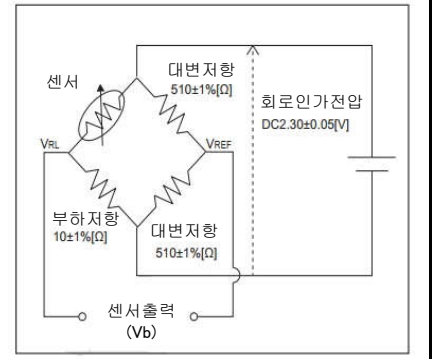 센서
대변저항
510±1%[Ω]
회로인가전압
DC2.30±0.05[V]
VRL
VREF
부하저항
10±1%[Ω]
대변저항
510±1%[Ω]
센서출력
(Vb)